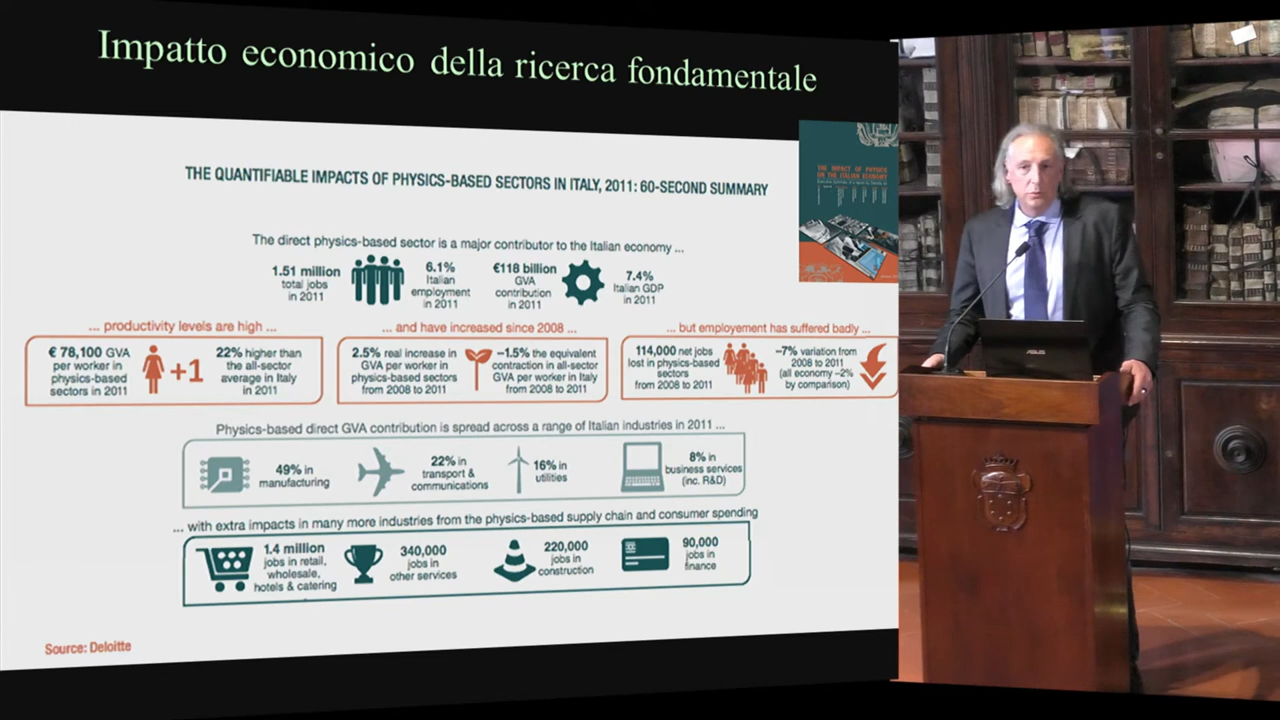 Impatto economico della ricerca fondamentale
THE QUANTIFIABLE IMPACTS OF PHYSICS-BASED SECTORS IN ITALY, 2011: 60-SECOND SUMMARY
THE IMPACT OF PHYSICS
ON THE ITALIAN ECONOMY
The direct physics-based sector is a major contributor to the Italian economy ...
1.51 million
total jobs
in 2011
6.1%
Italian
employment
in 2011
€118 billion
GVA
contribution
in 2011
7.4%
Italian GDP
in 2011
... productivity levels are high ...
€ 78,100 GVA
per worker in
physics-based
sectors in 2011
+1
22% higher than
the all-sector
average in Italy
in 2011
... and have increased since 2008 ...
2.5% real increase in
GVA per worker in
physics-based sectors
from 2008 to 2011
–1.5% the equivalent
contraction in all-sector
GVA per worker in Italy
from 2008 to 2011
... but employement has suffered badly ...
114,000 net jobs
lost in physics-based
sectors
from 2008 to 2011
–7% variation from
2008 to 2011
(all economy –2%
by comparison)
Physics-based direct GVA contribution is spread across a range of Italian industries in 2011 ...
49% in
manufacturing
22% in
transport &
communications
16% in
utilities
8% in
business services
(inc. R&D)
... with extra impacts in many more industries from the physics-based supply chain and consumer spending
1.4 million
jobs in retail,
wholesale,
hotels & catering
340,000
jobs in
other services
220,000
jobs in
construction
90,000
jobs in
finance
Source: Deloitte
ASUS